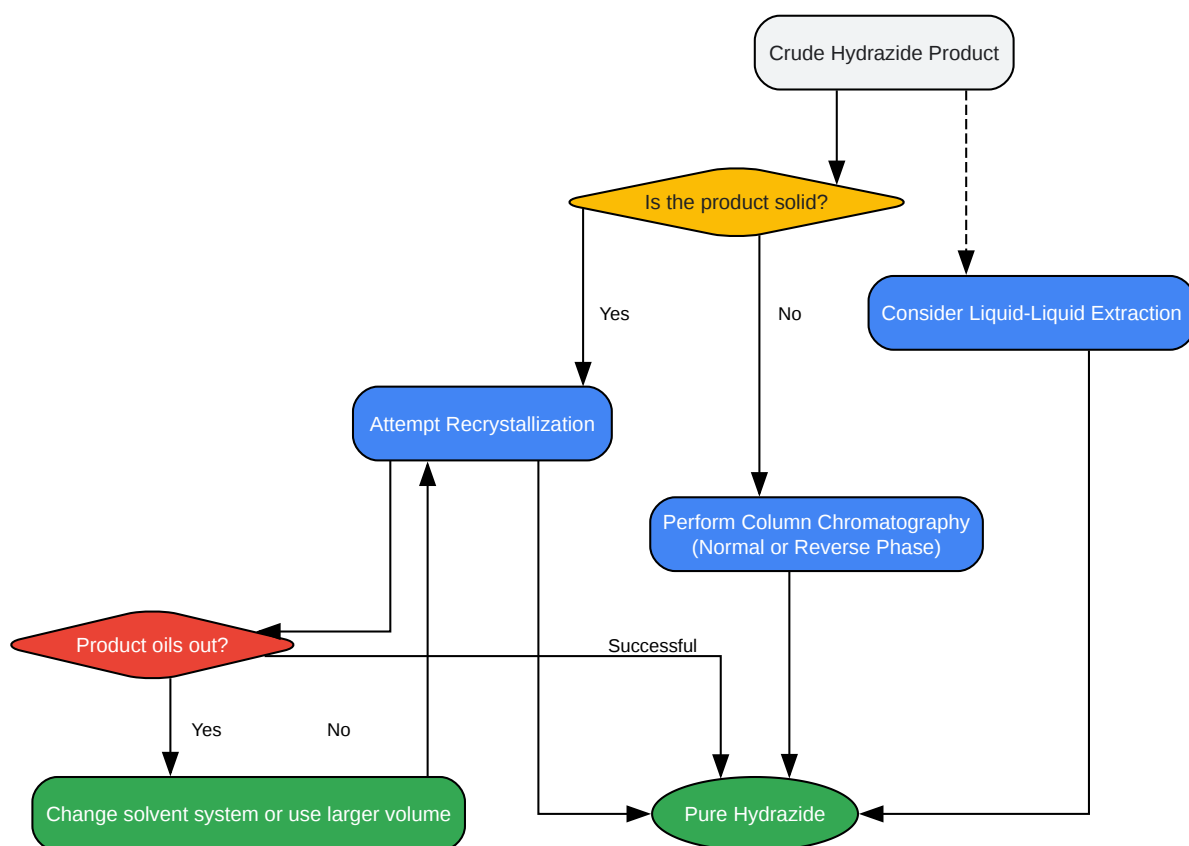 Crude Hydrazide Product
Is the product solid?
Yes
No
Consider Liquid-Liquid Extraction
Attempt Recrystallization
Perform Column Chromatography
(Normal or Reverse Phase)
Product oils out?
Successful
Yes
No
Change solvent system or use larger volume
Pure Hydrazide